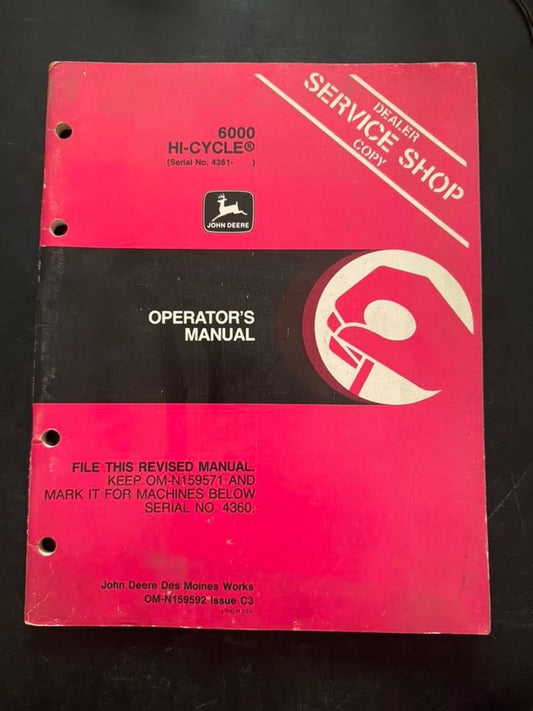 DEALER
SERVICE SHOP
COPY
6000
HI-CYCLE®
(Serial No. 4361-      )
JOHN DEERE
OPERATOR'S
MANUAL
FILE THIS REVISED MANUAL.
KEEP OM-N159571 AND
MARK IT FOR MACHINES BELOW
SERIAL NO. 4360.
John Deere Des Moines Works
OM-N159592 Issue C3